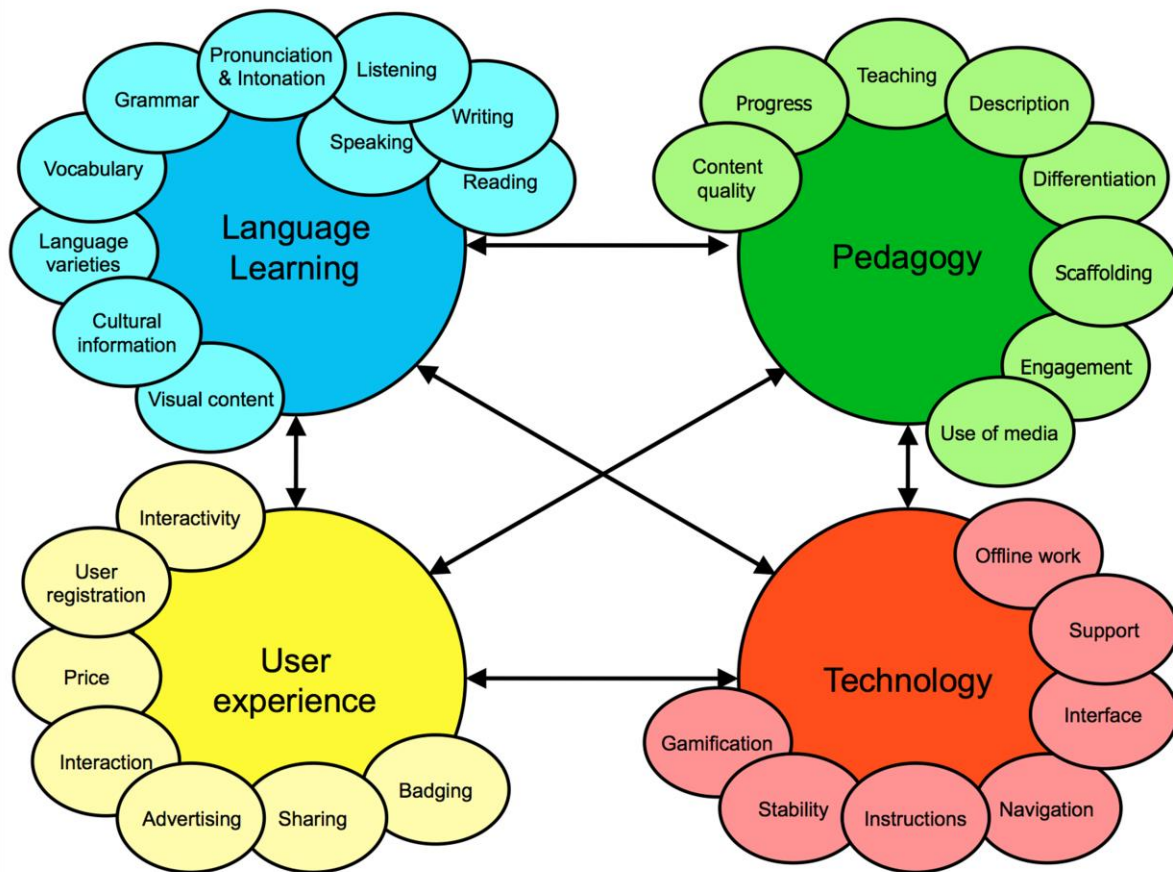 Pronunciation
& Intonation
Listening
Grammar
Writing
Speaking
Vocabulary
Reading
Language
varieties
Language
Learning
Cultural
information
Visual content
Teaching
Progress
Description
Content
quality
Differentiation
Pedagogy
Scaffolding
Engagement
Use of media
Interactivity
User
registration
Price
User
experience
Interaction
Badging
Advertising
Sharing
Offline work
Support
Technology
Interface
Gamification
Stability
Instructions
Navigation